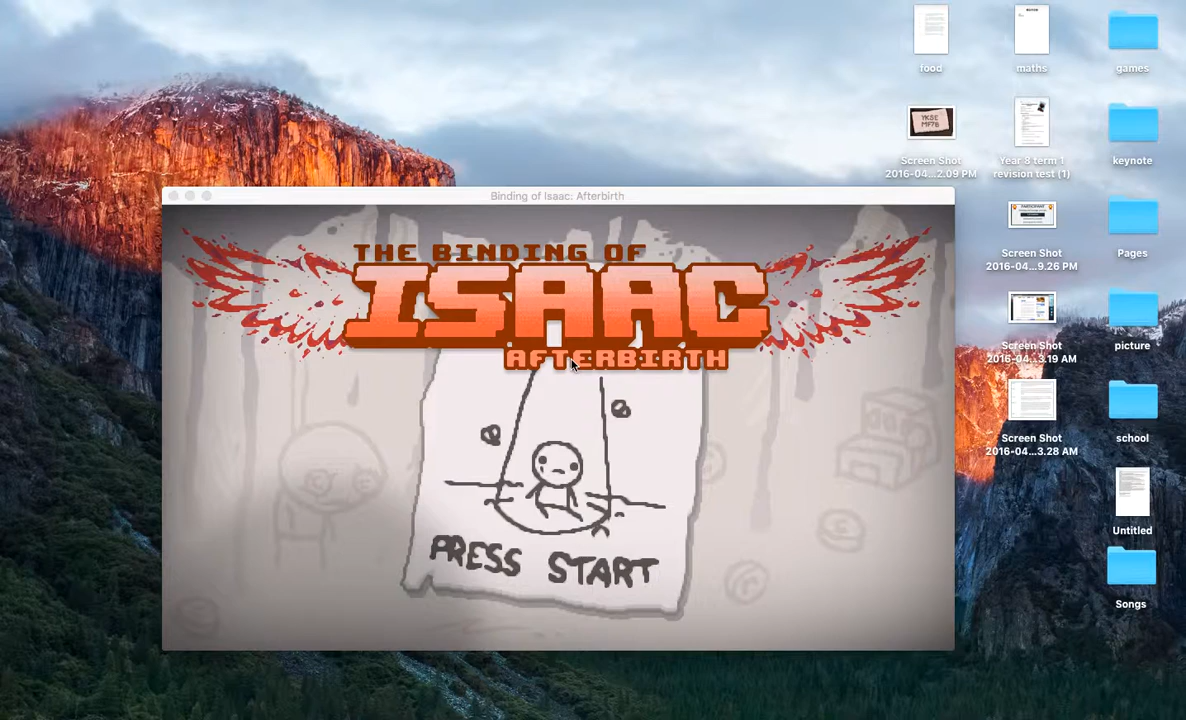 food
maths
games
YKSE
MF76
Screen Shot
2016-04...2.09 PM
Year 8 term 1
revision test (1)
keynote
Binding of Isaac: Afterbirth
THE BINDING OF
ISAAC
AFTERBIRTH
Screen Shot
2016-04...9.26 PM
Pages
Screen Shot
2016-04...3.19 AM
picture
Screen Shot
2016-04...3.28 AM
school
PRESS START
Untitled
Songs